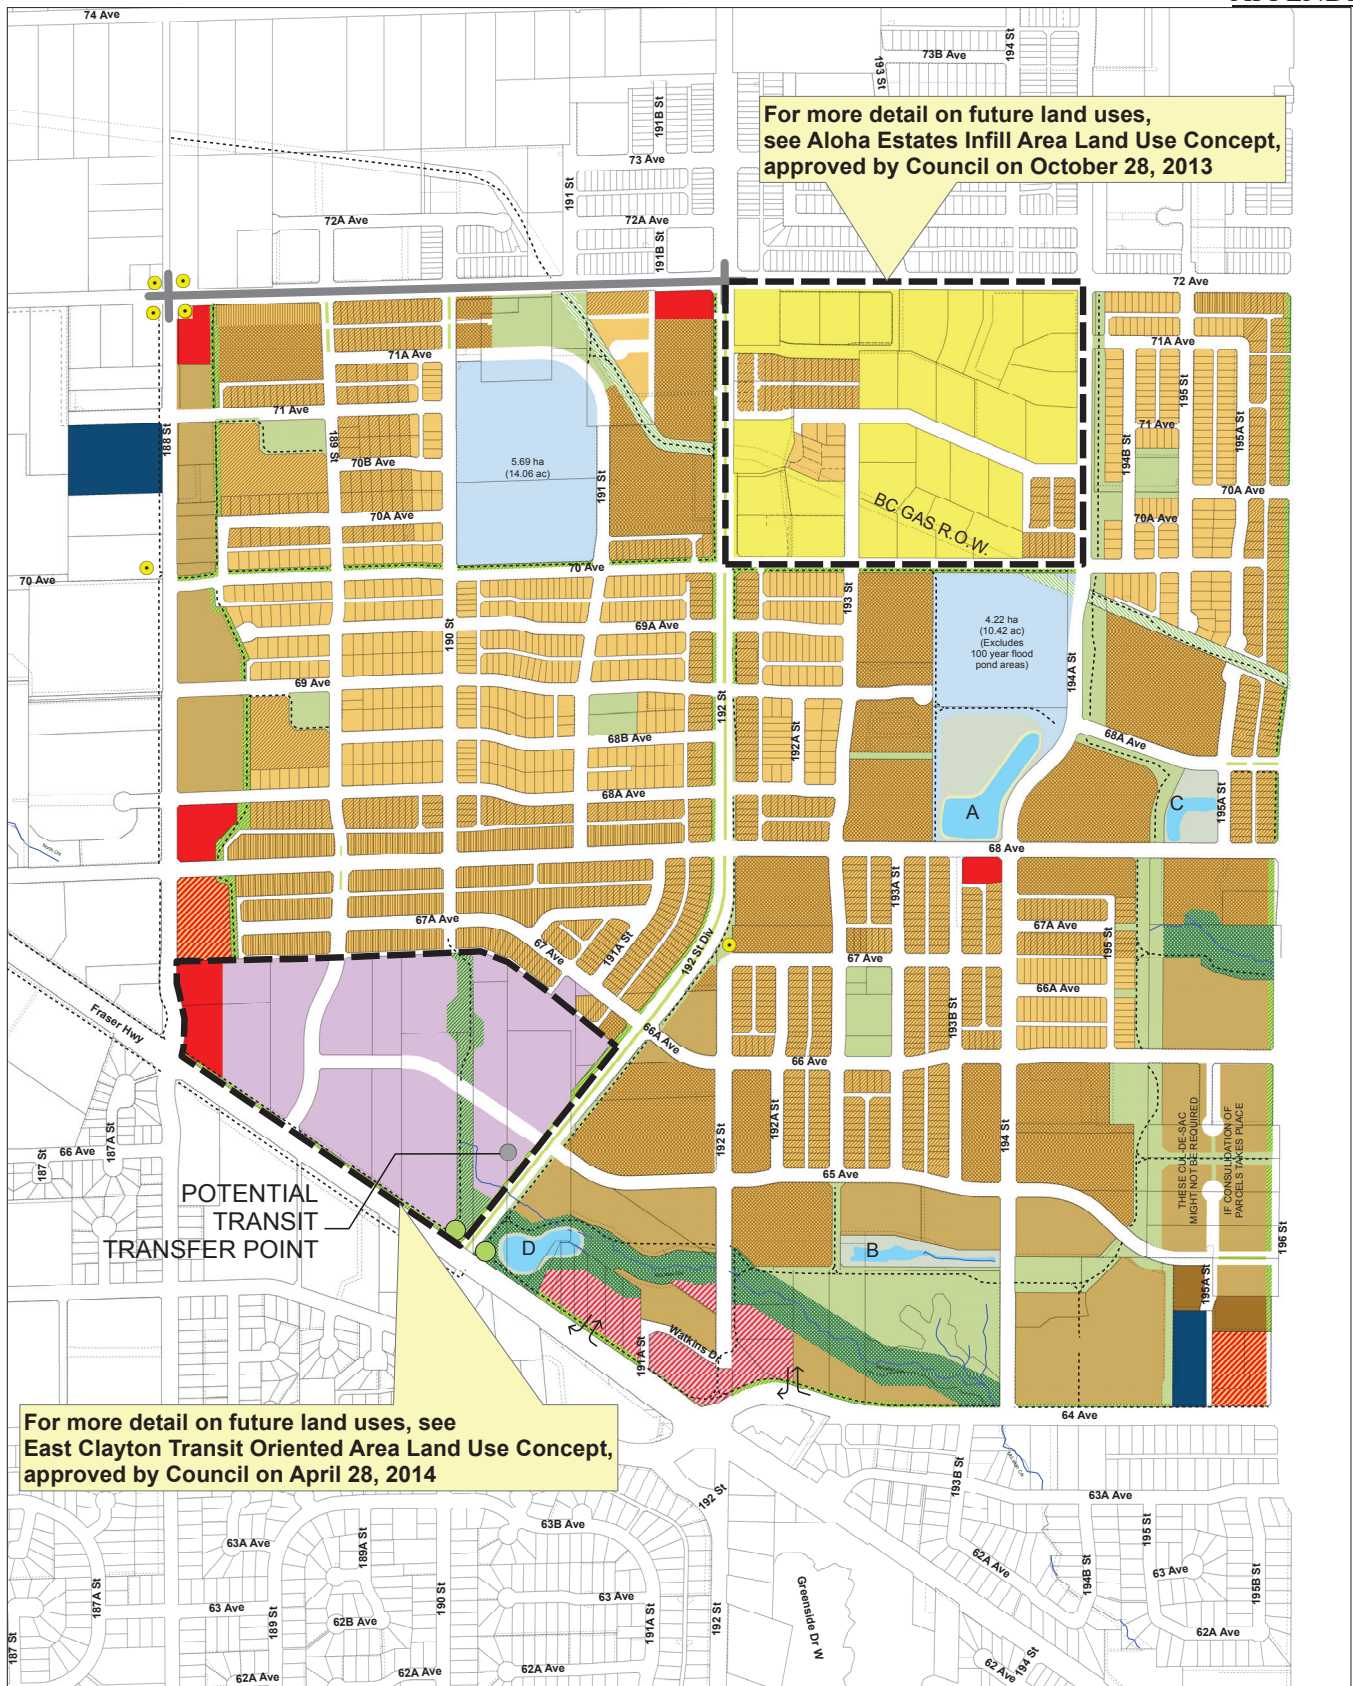 74 Ave
73B Ave
194 St
193 St
191B St
For more detail on future land uses,
see Aloha Estates Infill Area Land Use Concept,
approved by Council on October 28, 2013
73 Ave
191 St
72A Ave
72A Ave
191B St
72 Ave
71A Ave
71A Ave
195 St
71 Ave
71 Ave
188 St
189 St
70B Ave
5.69 ha
(14.06 ac)
191 St
194B St
195A St
70A Ave
70A Ave
70A Ave
BC GAS R.O.W.
70 Ave
70 Ave
193 St
190 St
69A Ave
4.22 ha
(10.42 ac)
(Excludes
100 year flood
pond areas)
194A St
69 Ave
192 St
68B Ave
192A St
68A Ave
68A Ave
A
C
195A St
68 Ave
193A St
67A Ave
67A Ave
67 Ave
191A St
192 St Div
195 St
67 Ave
66A Ave
193B St
Fraser Hwy
66A Ave
66 Ave
187A St
187 St
66 Ave
192A St
192 St
194 St
THESE CUL-DE-SAC
MIGHT NOT BE REQUIRED
IF CONSLIDATION OF
PARCELS TAKES PLACE
65 Ave
POTENTIAL
TRANSIT
TRANSFER POINT
D
B
196 St
195A St
191A St
Watkins Dr
For more detail on future land uses, see
East Clayton Transit Oriented Area Land Use Concept,
approved by Council on April 28, 2014
64 Ave
193B St
192 St
63A Ave
63B Ave
195 St
63A Ave
189A St
62A Ave
194B St
63 Ave
195B St
187A St
190 St
63 Ave
63 Ave
189 St
62B Ave
191A St
192 St
Greenside Dr W
62A Ave
187 St
62A Ave
62A Ave
62A Ave
62 Ave
194 St